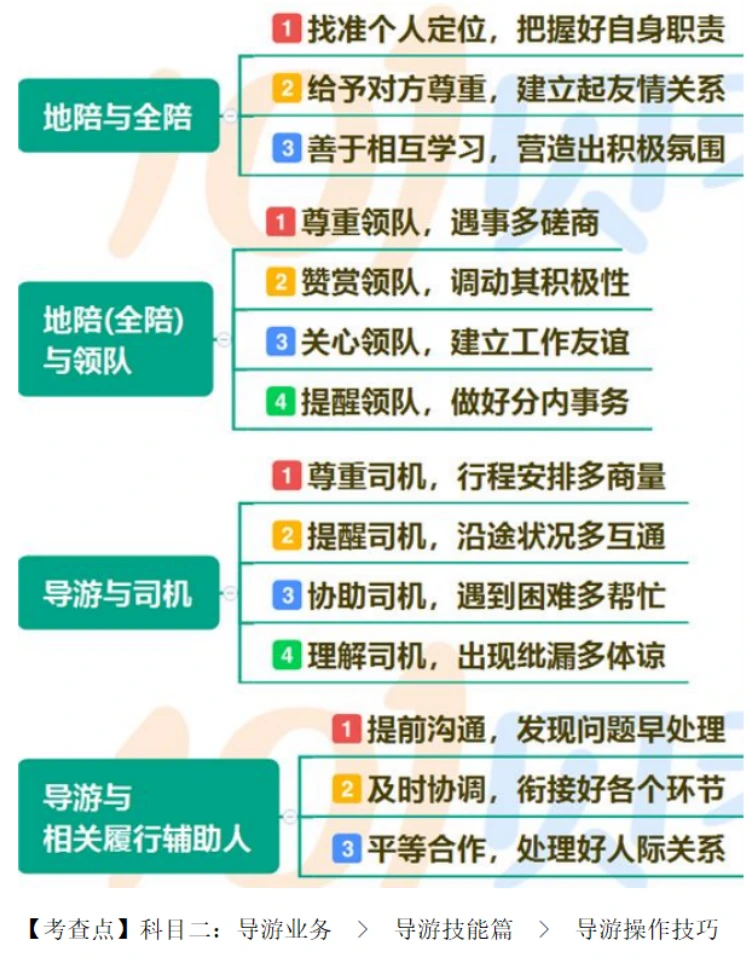 1 找准个人定位，把握好自身职责
地陪与全陪
2 给予对方尊重，建立起友情关系
3 善于相互学习，营造出积极氛围
1 尊重领队，遇事多磋商
2 赞赏领队，调动其积极性
地陪(全陪)
与领队
3 关心领队，建立工作友谊
4 提醒领队，做好分内事务
1 尊重司机，行程安排多商量
2 提醒司机，沿途状况多互通
导游与司机
3 协助司机，遇到困难多帮忙
4 理解司机，出现纰漏多体谅
1 提前沟通，发现问题早处理
导游与
相关履行辅助人
2 及时协调，衔接好各个环节
3 平等合作，处理好人际关系
【考查点】科目二：导游业务 > 导游技能篇 > 导游操作技巧